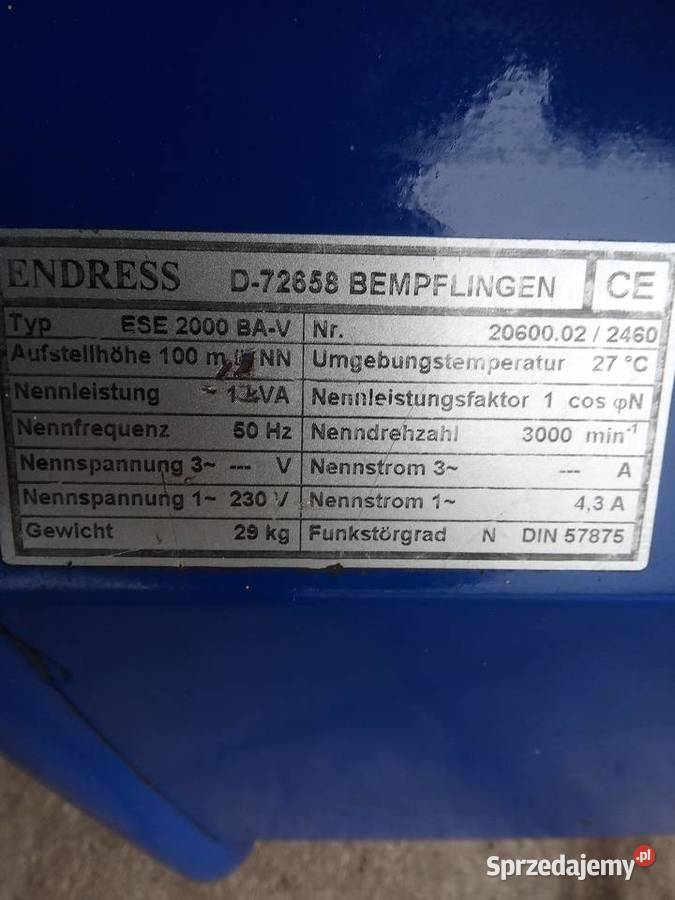 ENDRESS D-72658 BEMPFLINGEN CE
Typ ESE 2000 BA-V Nr. 20600.02 / 2460
Aufstellhöhe 100 m NN Umgebungstemperatur 27 °C
Nennleistung 1 kVA Nennleistungsfaktor 1 cos φN
Nennfrequenz 50 Hz Nenndrehzahl 3000 min-1
Nennspannung 3~ --- V Nennstrom 3~ --- A
Nennspannung 1~ 230 V Nennstrom 1~ 4,3 A
Gewicht 29 kg Funkstörgrad N DIN 57875
Sprzedajemy.pl